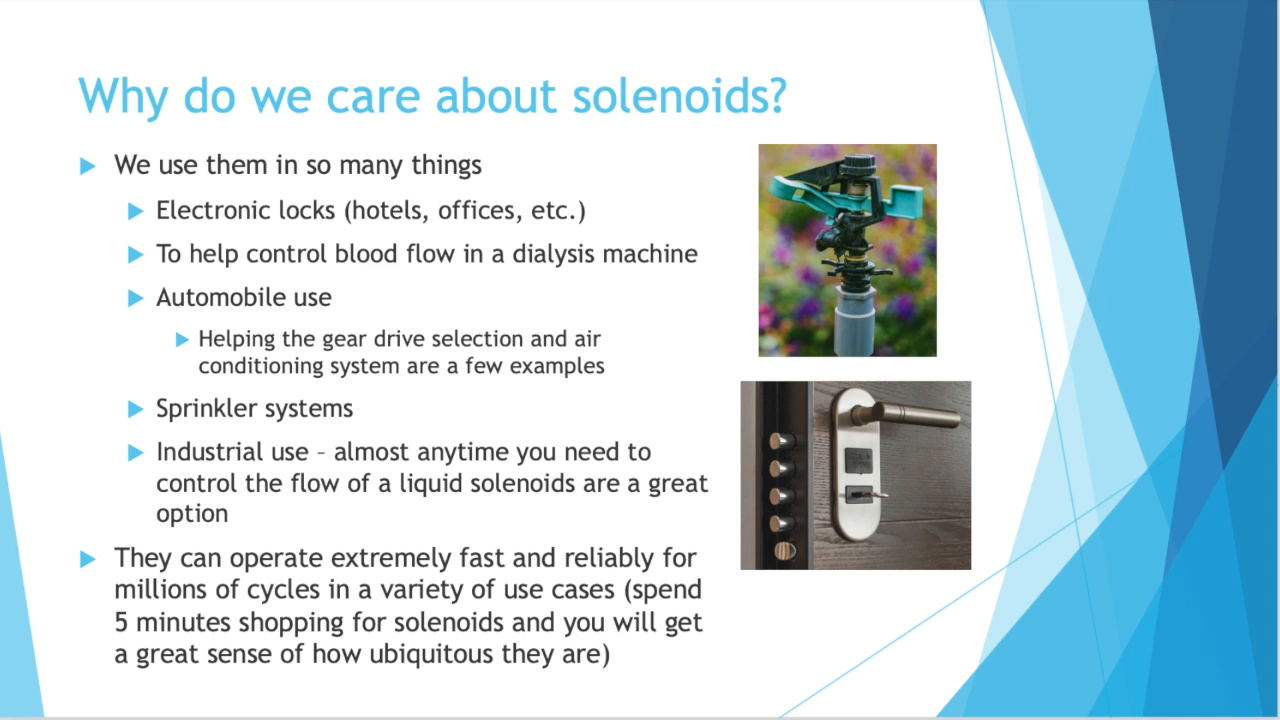 Why do we care about solenoids?
We use them in so many things
Electronic locks (hotels, offices, etc.)
To help control blood flow in a dialysis machine
Automobile use
Helping the gear drive selection and air
conditioning system are a few examples
Sprinkler systems
Industrial use – almost anytime you need to
control the flow of a liquid solenoids are a great
option
They can operate extremely fast and reliably for
millions of cycles in a variety of use cases (spend
5 minutes shopping for solenoids and you will get
a great sense of how ubiquitous they are)